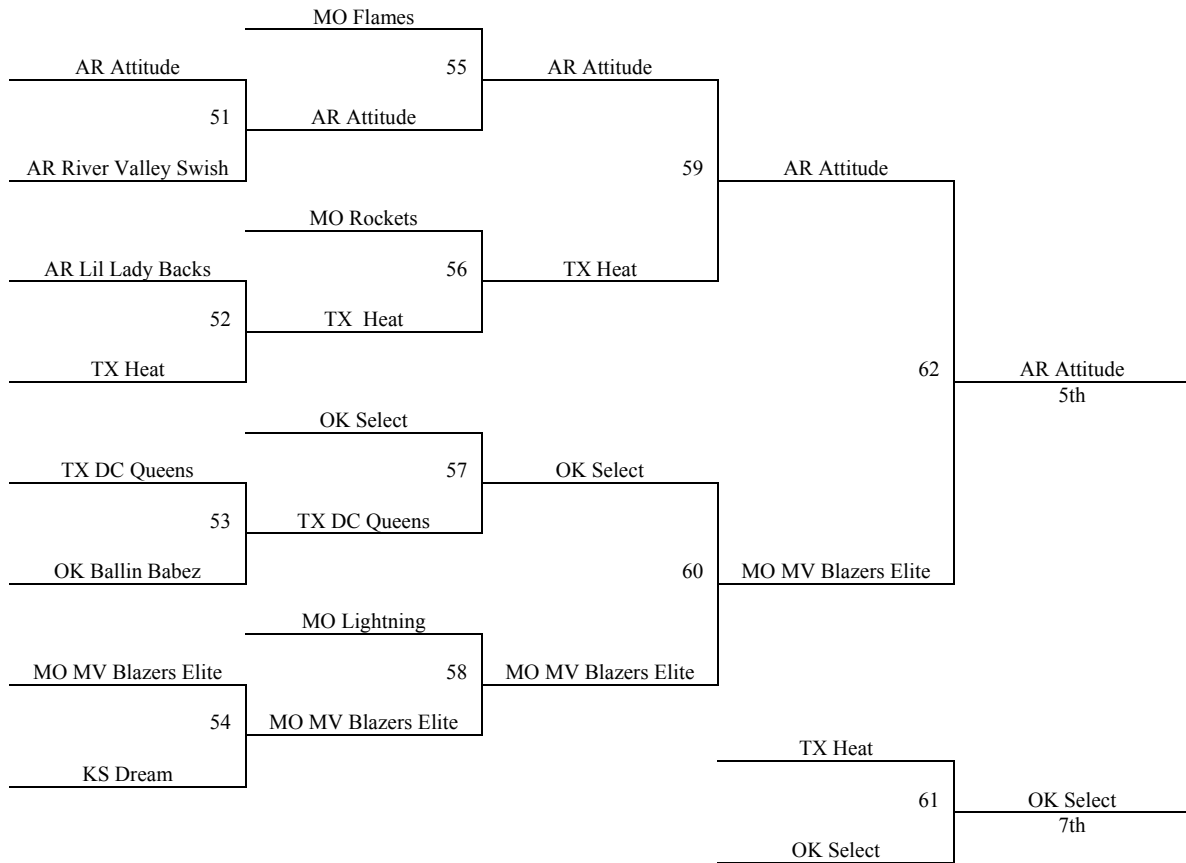 MO Flames
AR Attitude
55
AR Attitude
51
AR Attitude
AR River Valley Swish
59
AR Attitude
MO Rockets
AR Lil Lady Backs
56
TX Heat
52
TX  Heat
TX Heat
62
AR Attitude
5th
OK Select
TX DC Queens
57
OK Select
53
TX DC Queens
OK Ballin Babez
60
MO MV Blazers Elite
MO Lightning
MO MV Blazers Elite
58
MO MV Blazers Elite
54
MO MV Blazers Elite
KS Dream
TX Heat
61
OK Select
7th
OK Select